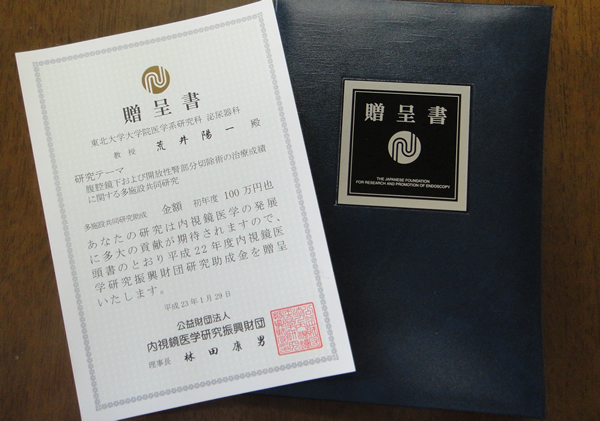 贈呈書
東北大学大学院医学系研究科 泌尿器科
教授 荒井陽一 殿
研究テーマ
腹腔鏡下および開放性腎部分切除術の治療成績
に関する多施設共同研究
多施設共同研究助成 金額 初年度 100万円也
あなたの研究は内視鏡医学の発展
に多大の貢献が期待されますので、
頭書のとおり平成22年度内視鏡医
学研究振興財団研究助成金を贈呈
いたします。
平成23年1月29日
公益財団法人
内視鏡医学研究振興財団
理事長 林田康男
贈呈書
THE JAPANESE FOUNDATION
FOR RESEARCH AND PROMOTION OF ENDOSCOPY